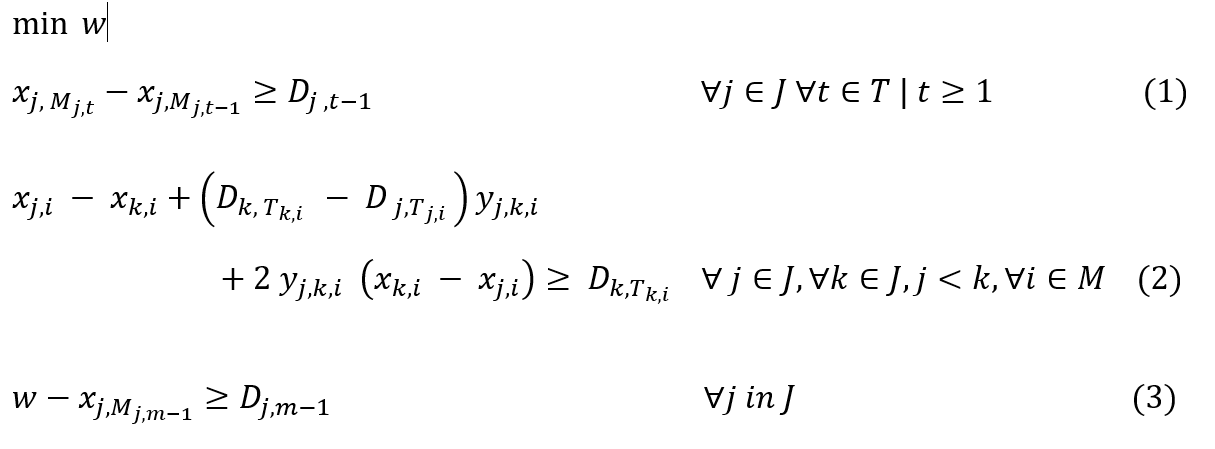 min w
x_{j, M_{j,t}} − x_{j,M_{j,t−1}} ≥ D_{j ,t−1} ∀j ∈ J ∀t ∈ T | t ≥ 1 (1)
x_{j,i} − x_{k,i} + (D_{k, T_{k,i}} − D_{j,T_{j,i}}) y_{j,k,i}
+ 2 y_{j,k,i} (x_{k,i} − x_{j,i}) ≥ D_{k,T_{k,i}} ∀ j ∈ J, ∀k ∈ J, j < k, ∀i ∈ M (2)
w − x_{j,M_{j,m−1}} ≥ D_{j,m−1} ∀j in J (3)